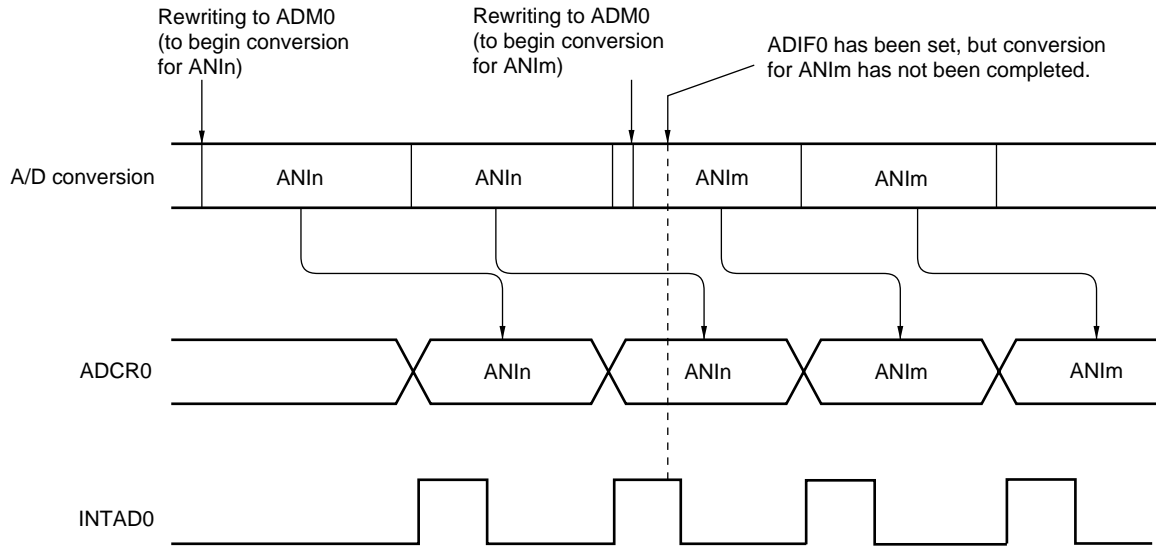 Rewriting to ADM0
(to begin conversion
for ANIn)
Rewriting to ADM0
(to begin conversion
for ANIm)
ADIF0 has been set, but conversion
for ANIm has not been completed.
A/D conversion
ANIn
ANIn
ANIm
ANIm
ADCR0
ANIn
ANIn
ANIm
ANIm
INTAD0